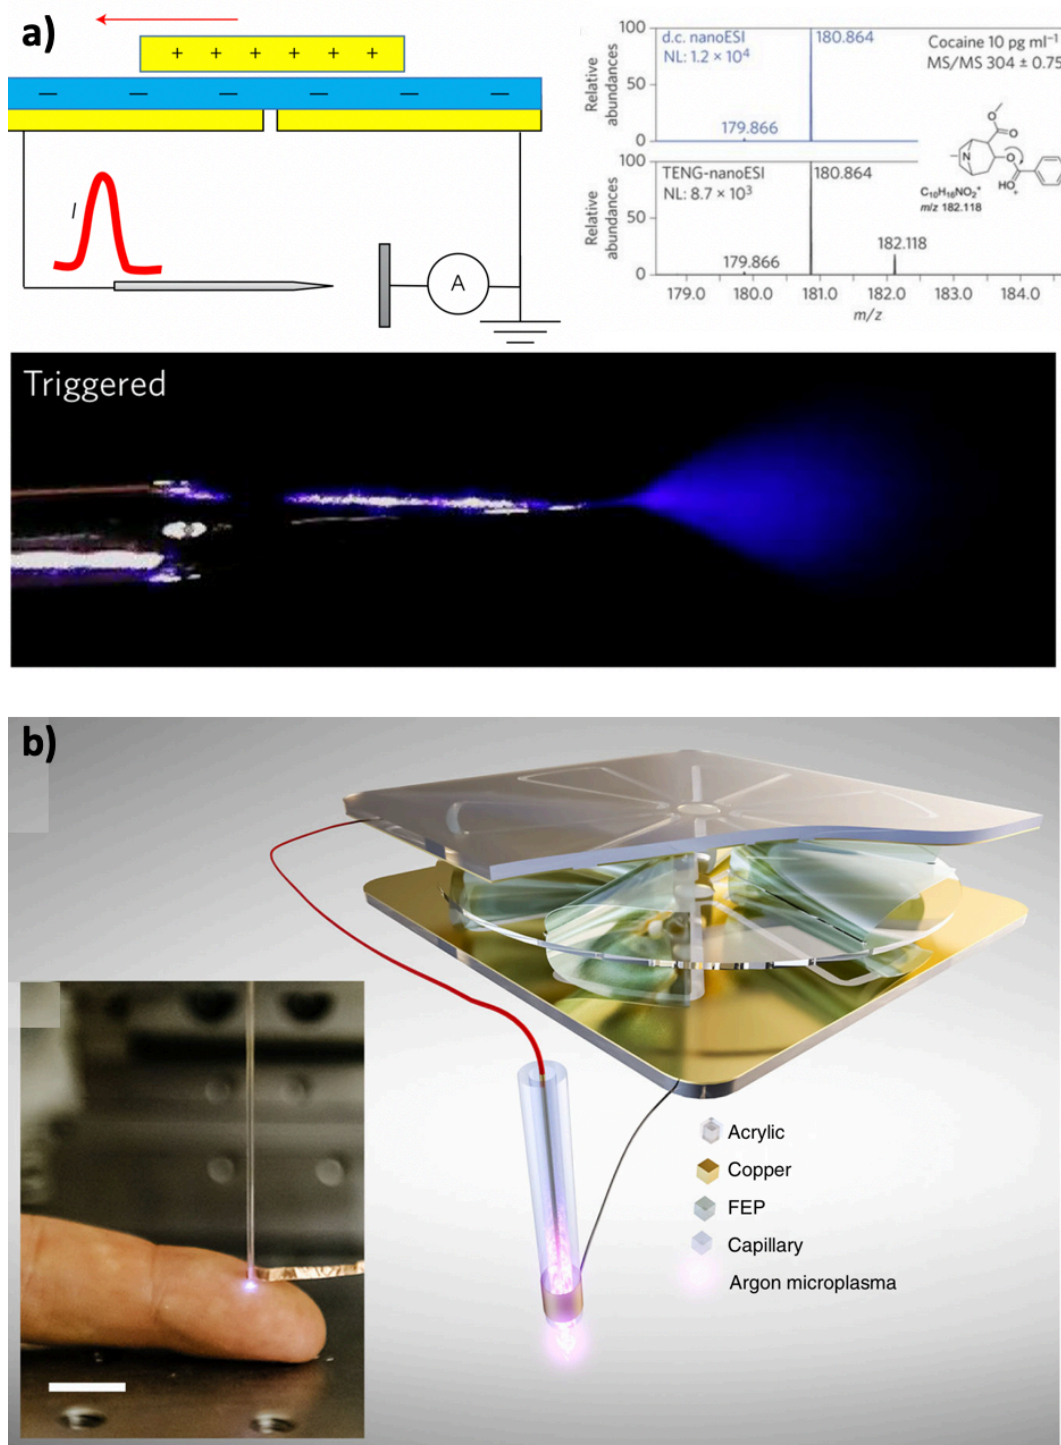 a)
+ + + + + +
− − − − − −
I
A
100
50
0
Relative
abundances
d.c. nanoESI
NL: 1.2 × 10⁴
180.864
179.866
Cocaine 10 pg ml⁻¹
MS/MS 304 ± 0.75
100
50
0
Relative
abundances
TENG-nanoESI
NL: 8.7 × 10³
180.864
179.866
182.118
O
O
N
O
HO⁺
C₁₀H₁₆NO₂⁺
m/z 182.118
179.0 180.0 181.0 182.0 183.0 184.0
m/z
Triggered
b)
Acrylic
Copper
FEP
Capillary
Argon microplasma